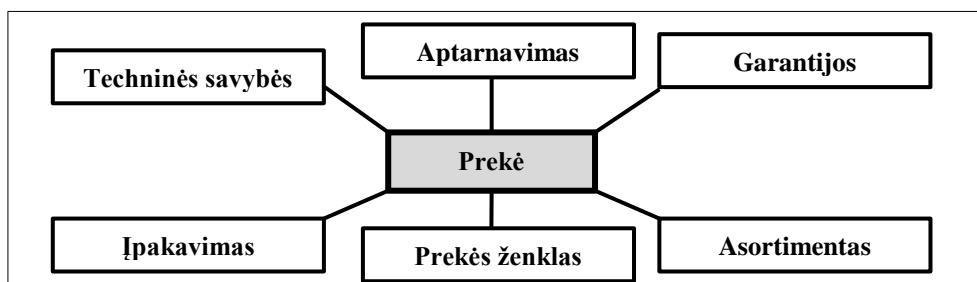 Aptarnavimas
Techninės savybės
Garantijos
Prekė
Įpakavimas
Prekės ženklas
Asortimentas